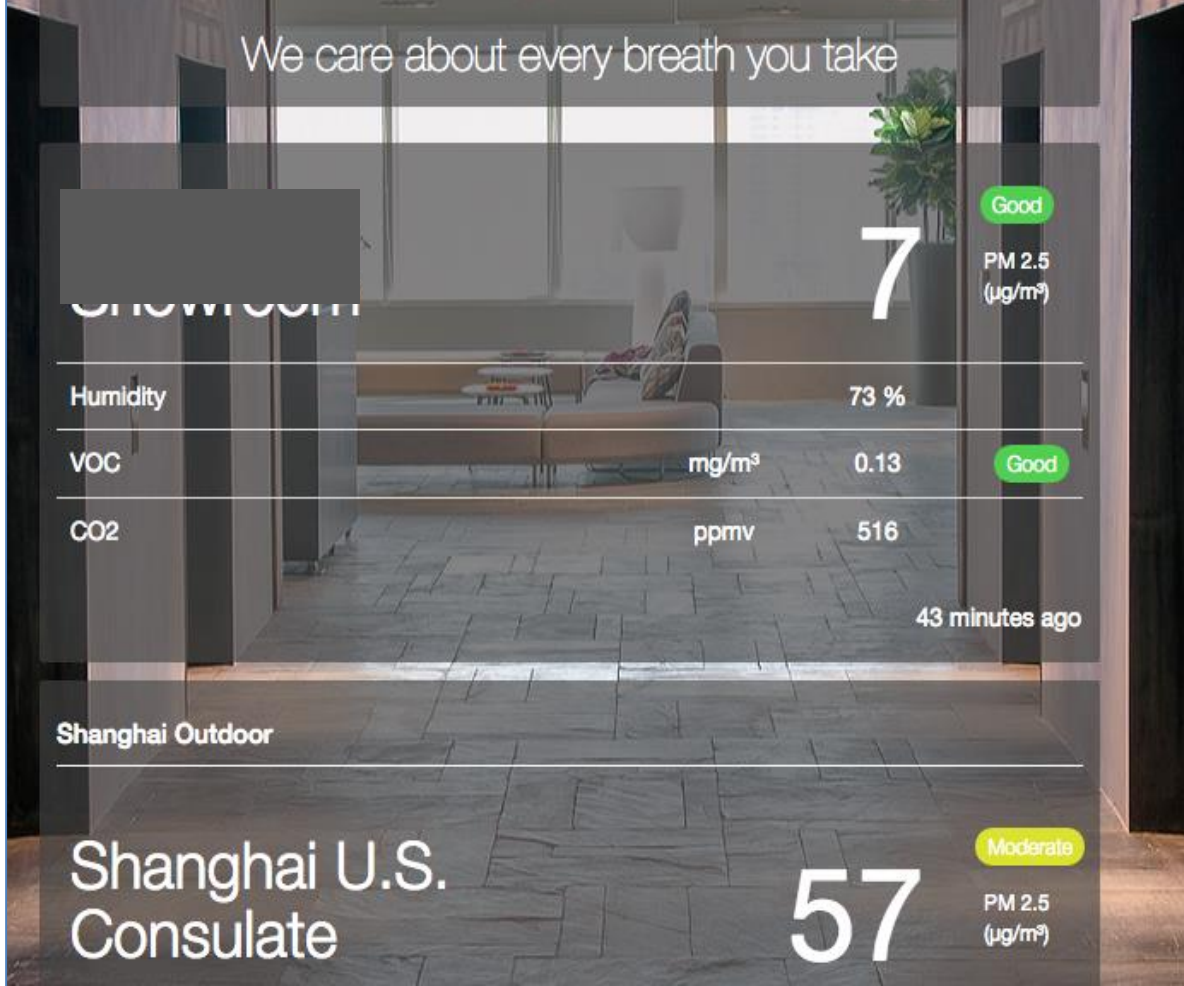 We care about every breath you take
Good
7
PM 2.5
(µg/m³)
Humidity 73 %
VOC mg/m³ 0.13 Good
CO2 ppmv 516
43 minutes ago
Shanghai Outdoor
Moderate
Shanghai U.S.
Consulate
57
PM 2.5
(µg/m³)